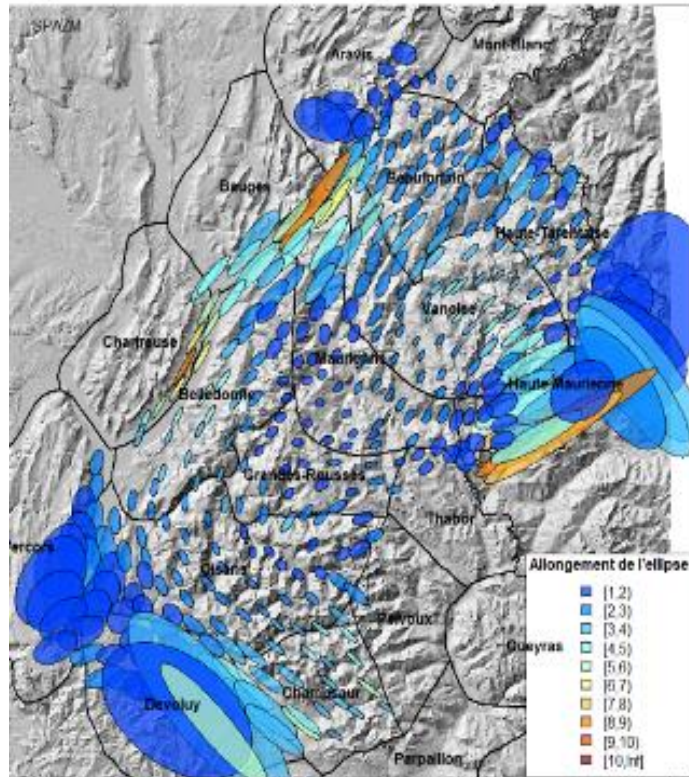 SPAZM
Aravis
Mont-Blanc
Bauges
Beaufortain
Haute-Tarentaise
Vanoise
Chartreuse
Maurienne
Haute-Maurienne
Belledonne
Grandes-Rousses
Thabor
Vercors
Oisans
Pelvoux
Queyras
Devoluy
Champsaur
Parpaillon
Allongement de l'ellipse
[1,2)
[2,3)
[3,4)
[4,5)
[5,6)
[6,7)
[7,8)
[8,9)
[9,10)
[10,Inf]